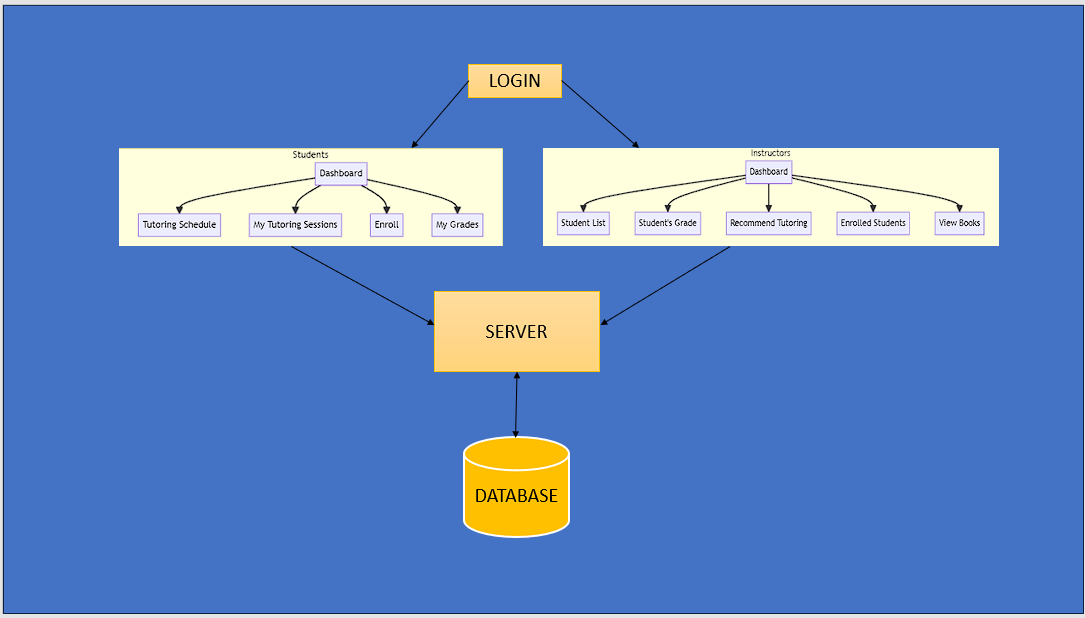 LOGIN
Students
Dashboard
Tutoring Schedule
My Tutoring Sessions
Enroll
My Grades
Instructors
Dashboard
Student List
Student's Grade
Recommend Tutoring
Enrolled Students
View Books
SERVER
DATABASE